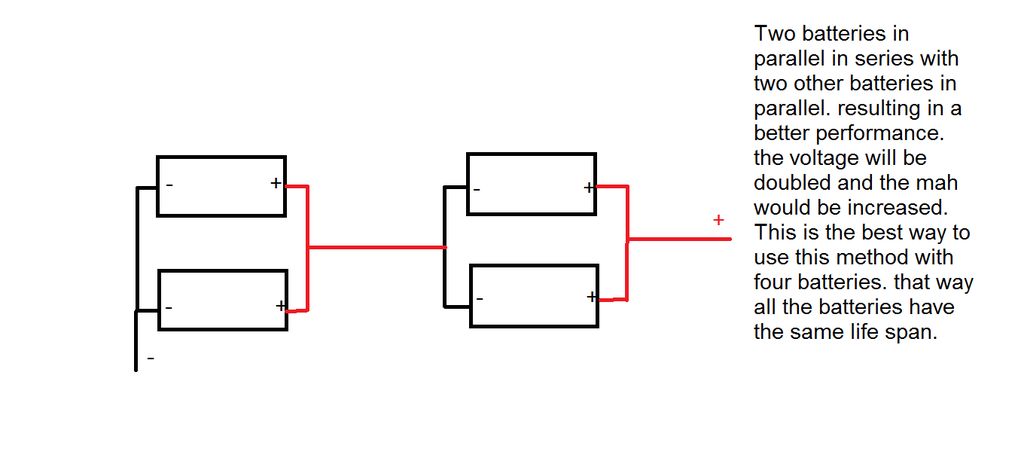 Two batteries in
parallel in series with
two other batteries in
parallel. resulting in a
better performance.
the voltage will be
doubled and the mah
would be increased.
This is the best way to
use this method with
four batteries. that way
all the batteries have
the same life span.
- +
- +
+
- +
- +
-